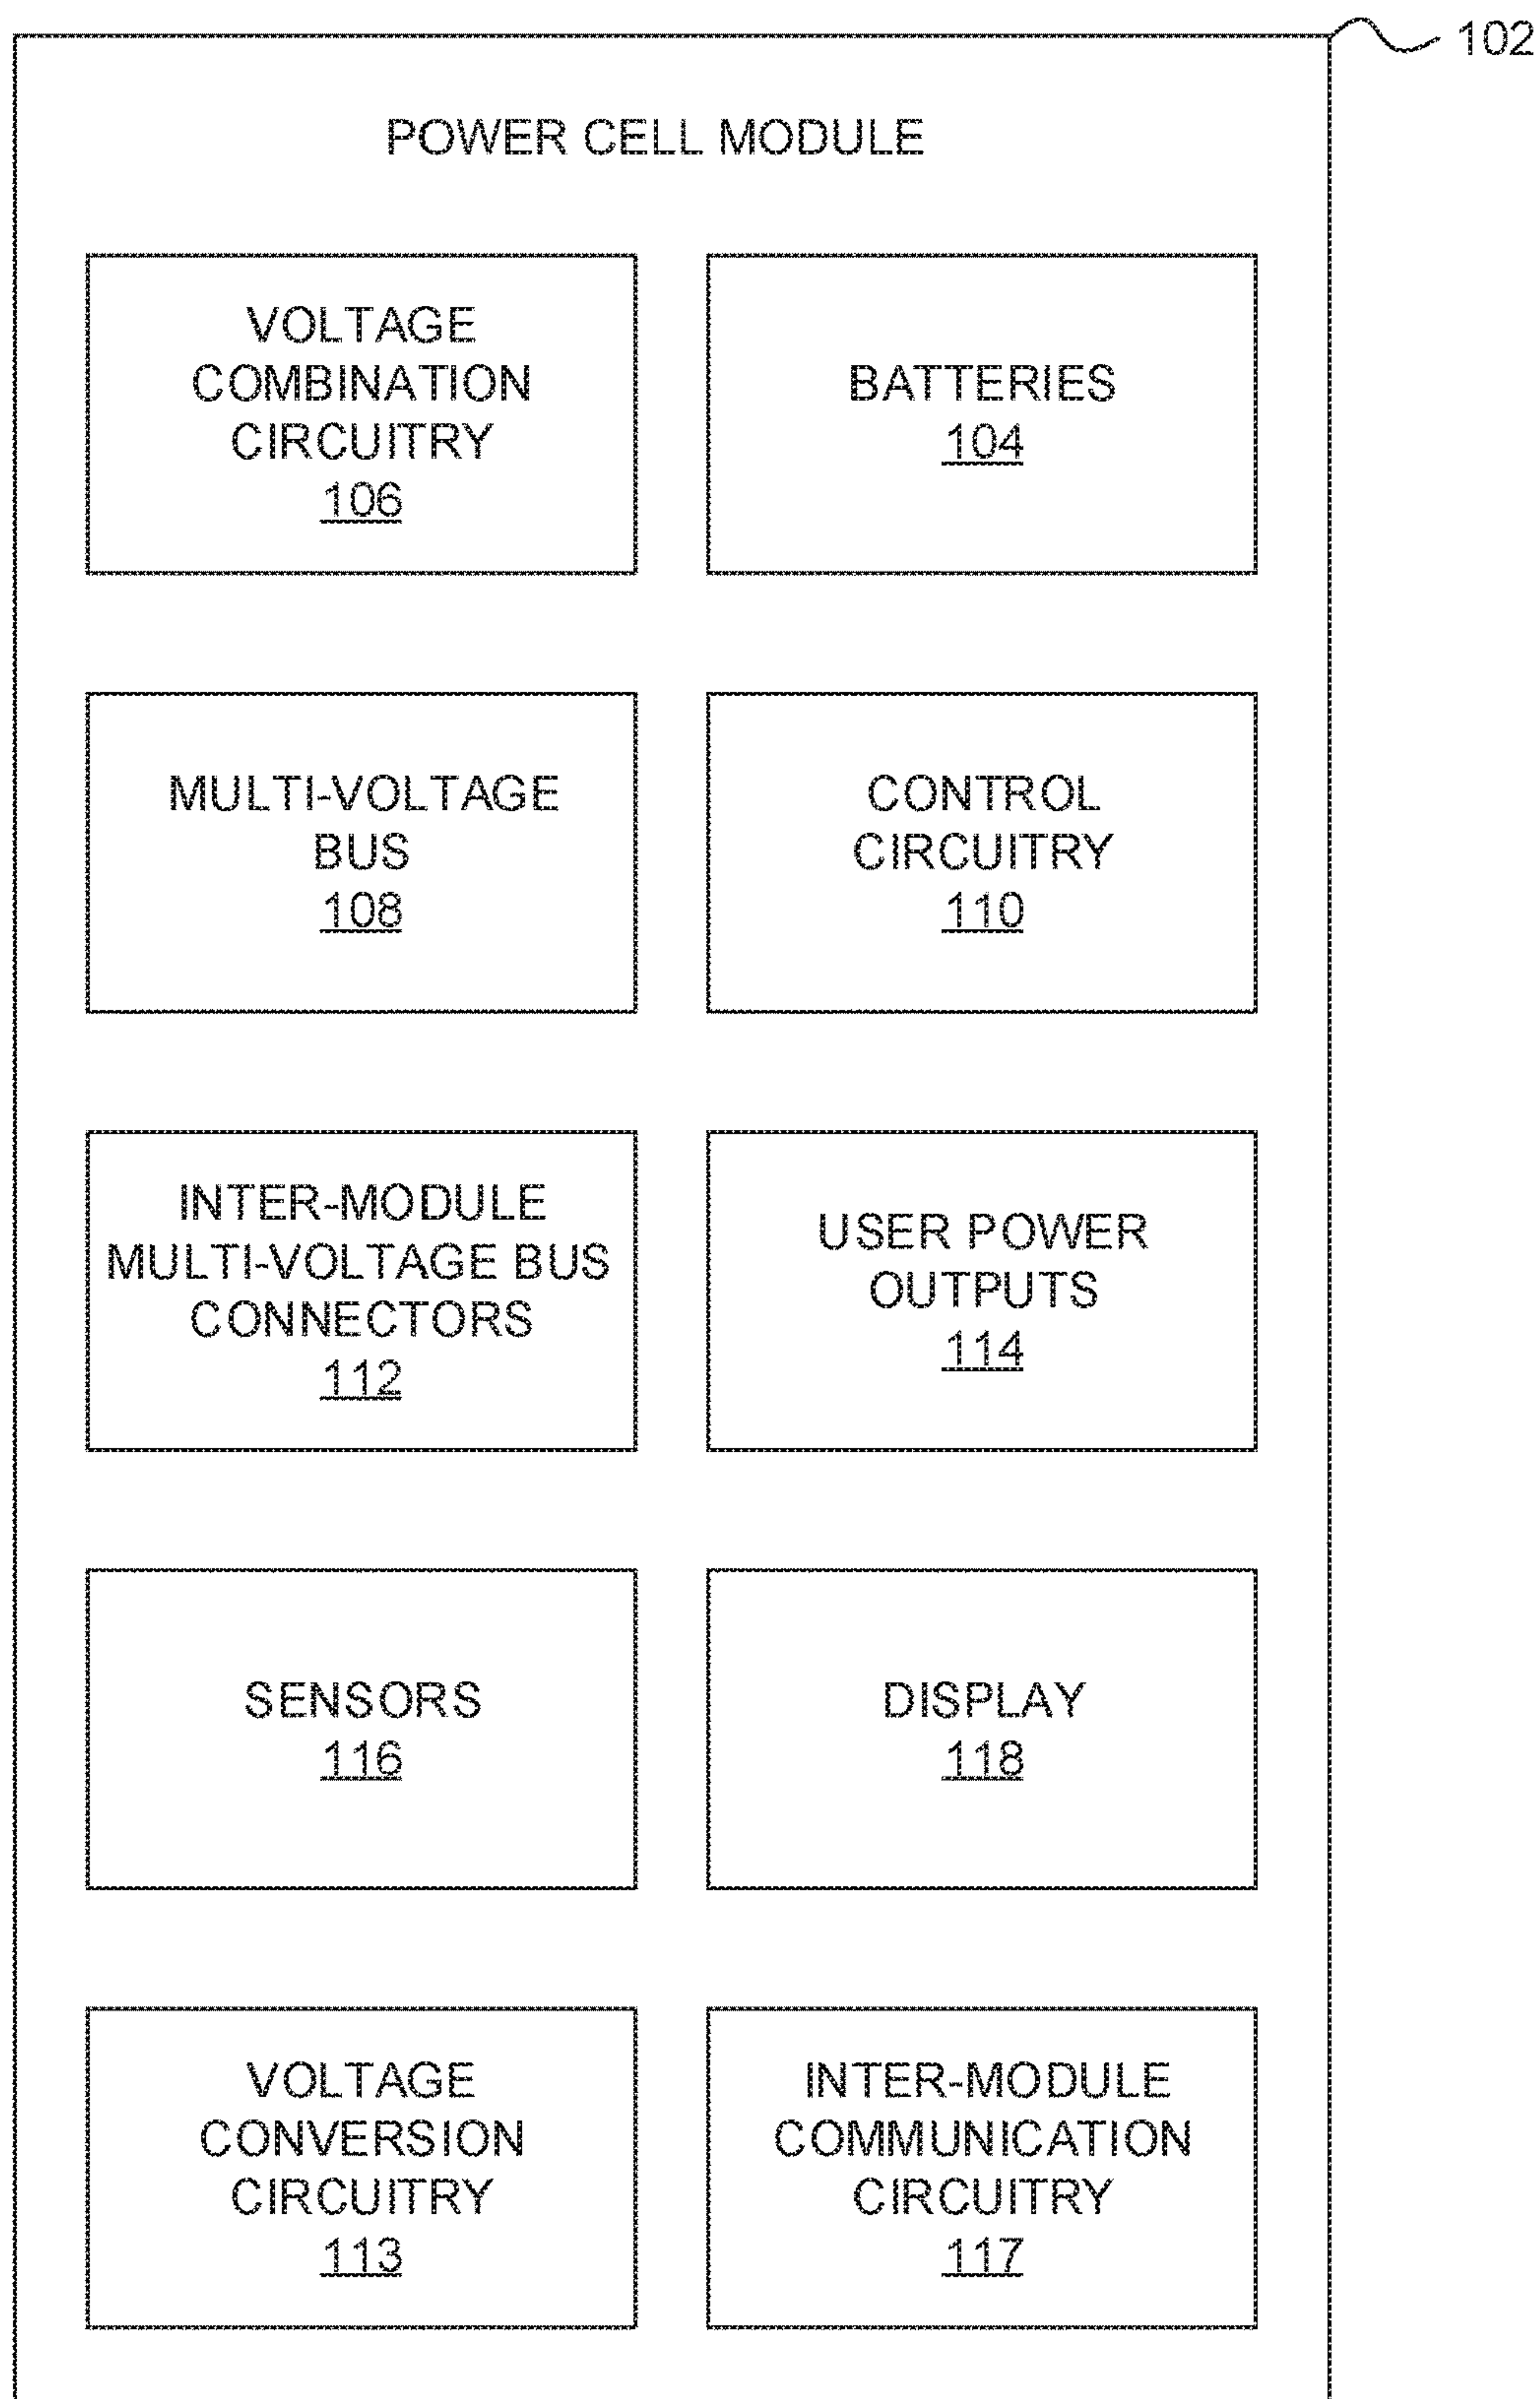 102
POWER CELL MODULE
VOLTAGE
COMBINATION
CIRCUITRY
106
BATTERIES
104
MULTI-VOLTAGE
BUS
108
CONTROL
CIRCUITRY
110
INTER-MODULE
MULTI-VOLTAGE BUS
CONNECTORS
112
USER POWER
OUTPUTS
114
SENSORS
116
DISPLAY
118
VOLTAGE
CONVERSION
CIRCUITRY
113
INTER-MODULE
COMMUNICATION
CIRCUITRY
117